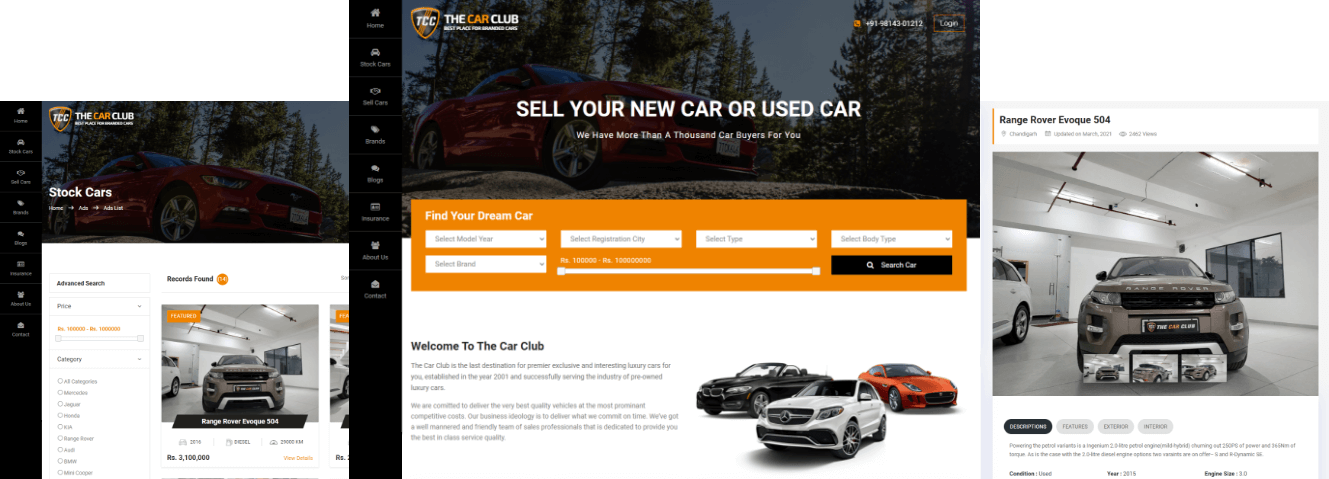 Home
Stock Cars
Sell Cars
Brands
Blogs
Insurance
About Us
Contact
TCC THE CAR CLUB
BEST PLACE FOR BRANDED CARS
Stock Cars
Home → Ads → Ads List
Advanced Search
Price
Rs. 100000 - Rs. 1000000
Category
All Categories
Mercedes
Jaguar
Honda
KIA
Range Rover
Audi
BMW
Mini Cooper
Records Found
FEATURED
Range Rover Evoque 504
2016 DIESEL 29000 KM
Rs. 3,100,000 View Details
Home
Stock Cars
Sell Cars
Brands
Blogs
Insurance
About Us
Contact
TCC THE CAR CLUB
BEST PLACE FOR BRANDED CARS
+91-98143-01212 Login
SELL YOUR NEW CAR OR USED CAR
We Have More Than A Thousand Car Buyers For You
Find Your Dream Car
Select Model Year Select Registration City Select Type Select Body Type
Select Brand Rs. 100000 - Rs. 100000000 Search Car
Welcome To The Car Club
The Car Club is the last destination for premier exclusive and interesting luxury cars for
you, established in the year 2001 and successfully serving the industry of pre-owned
luxury cars.
We are comitted to deliver the very best quality vehicles at the most prominant
competitive costs. Our business ideology is to deliver what we commit on time. We've got
a well mannered and friendly team of sales professionals that is dedicated to provide you
the best in class service quality.
Range Rover Evoque 504
Chandigarh Updated on March, 2021 2462 Views
RANGE ROVER
THE CAR CLUB
DESCRIPTIONS FEATURES EXTERIOR INTERIOR
Powering the petrol variants is a Ingenium 2.0-litre petrol engine(mild-hybrid) churning out 250PS of power and 365Nm of
torque. As is the case with the 2.0-litre diesel engine options two variants are on offer– S and R-Dynamic SE.
Condition : Used Year : 2015 Engine Size : 3.0